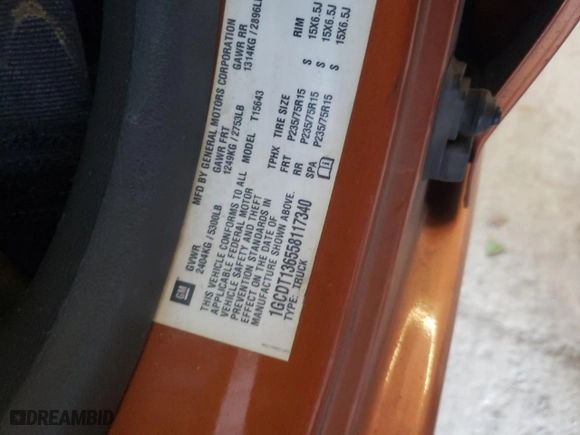 MFD BY GENERAL MOTORS CORPORATION
GVWR GAWR FRT GAWR RR
2404KG / 5300LB 1249KG / 2753LB 1314KG / 2896LB
THIS VEHICLE CONFORMS TO ALL
APPLICABLE FEDERAL MOTOR
VEHICLE SAFETY AND THEFT
PREVENTION STANDARDS IN
EFFECT ON THE DATE OF
MANUFACTURE SHOWN ABOVE.
1GCDT136558117340
TYPE: TRUCK
MODEL T15643
TPHX TIRE SIZE RIM
FRT P235/75R15 S 15X6.5J
RR P235/75R15 S 15X6.5J
SPA P235/75R15 S 15X6.5J
GM
DREAMBID